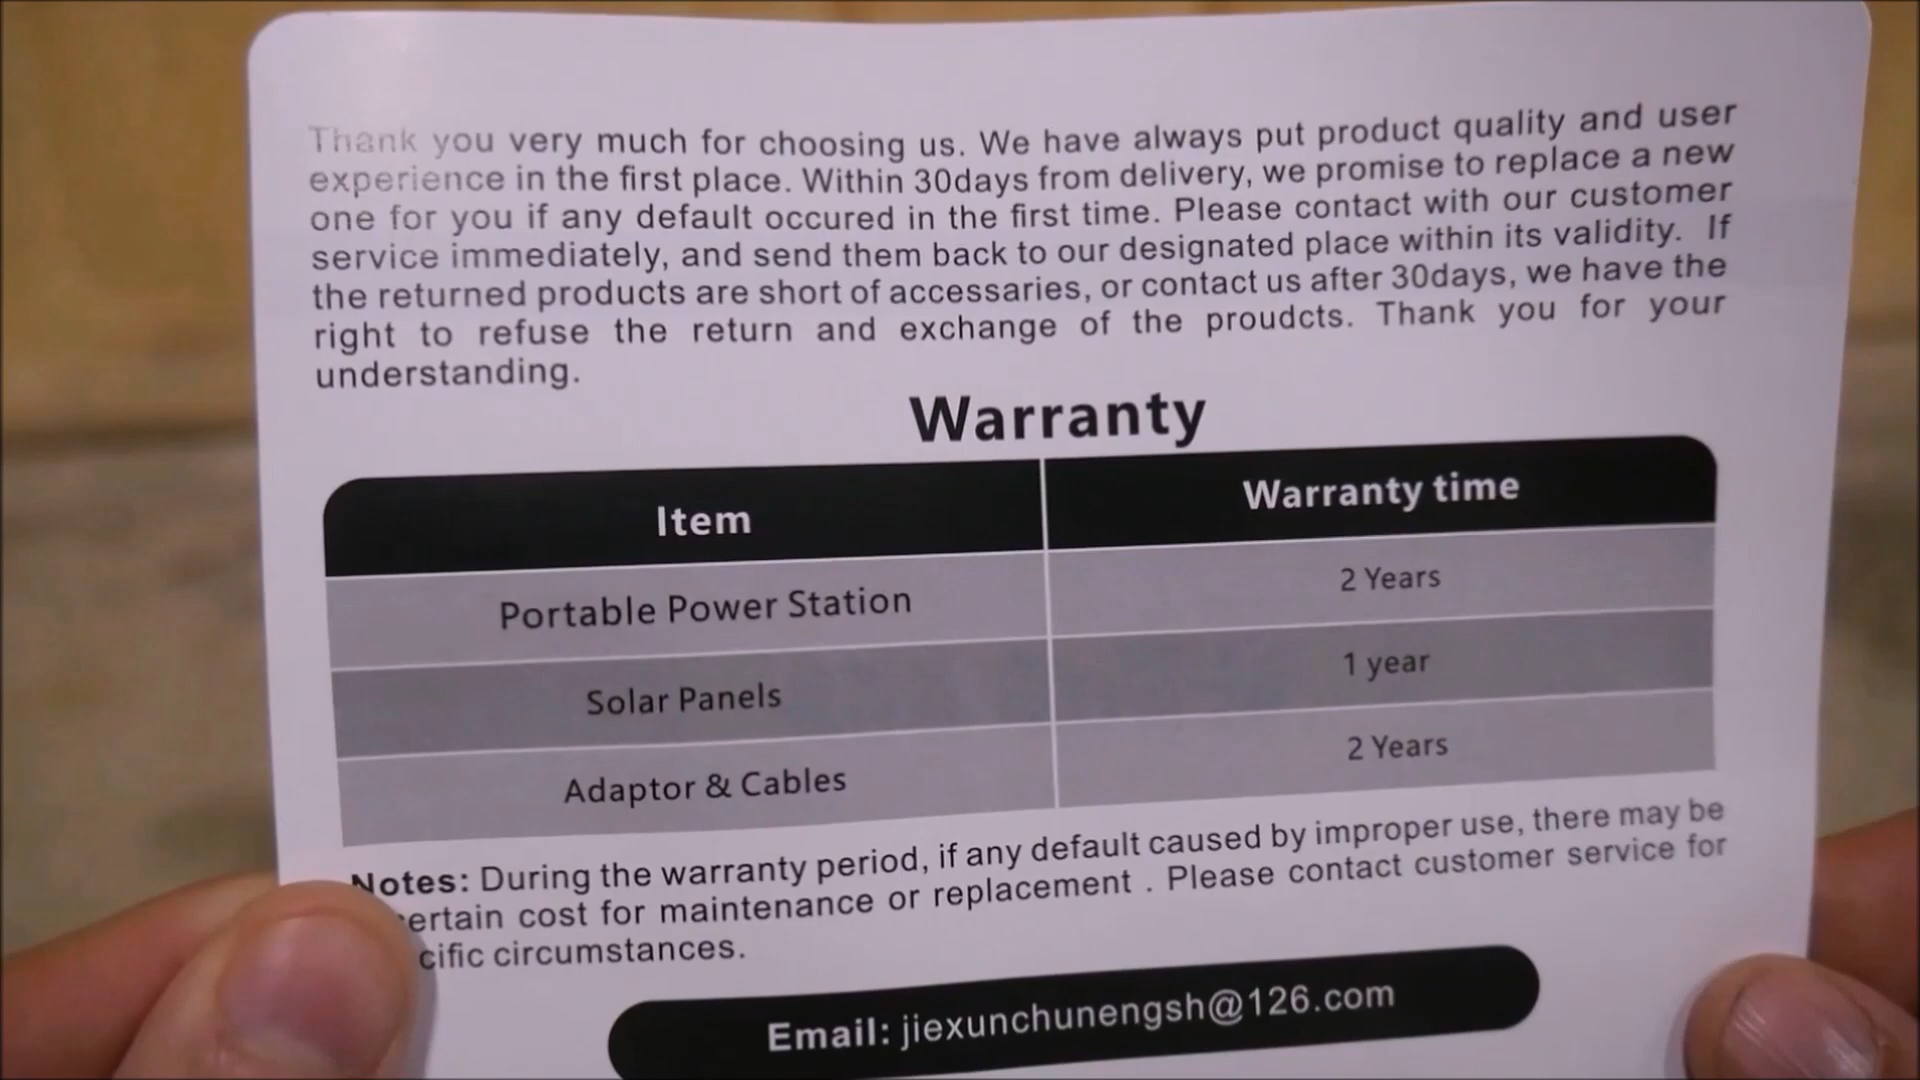 Thank you very much for choosing us. We have always put product quality and user
experience in the first place. Within 30days from delivery, we promise to replace a new
one for you if any default occured in the first time. Please contact with our customer
service immediately, and send them back to our designated place within its validity. If
the returned products are short of accessaries, or contact us after 30days, we have the
right to refuse the return and exchange of the proudcts. Thank you for your
understanding.
Warranty
Item Warranty time
Portable Power Station 2 Years
Solar Panels 1 year
Adaptor & Cables 2 Years
Notes: During the warranty period, if any default caused by improper use, there may be
ertain cost for maintenance or replacement . Please contact customer service for
cific circumstances.
Email: jiexunchunengsh@126.com